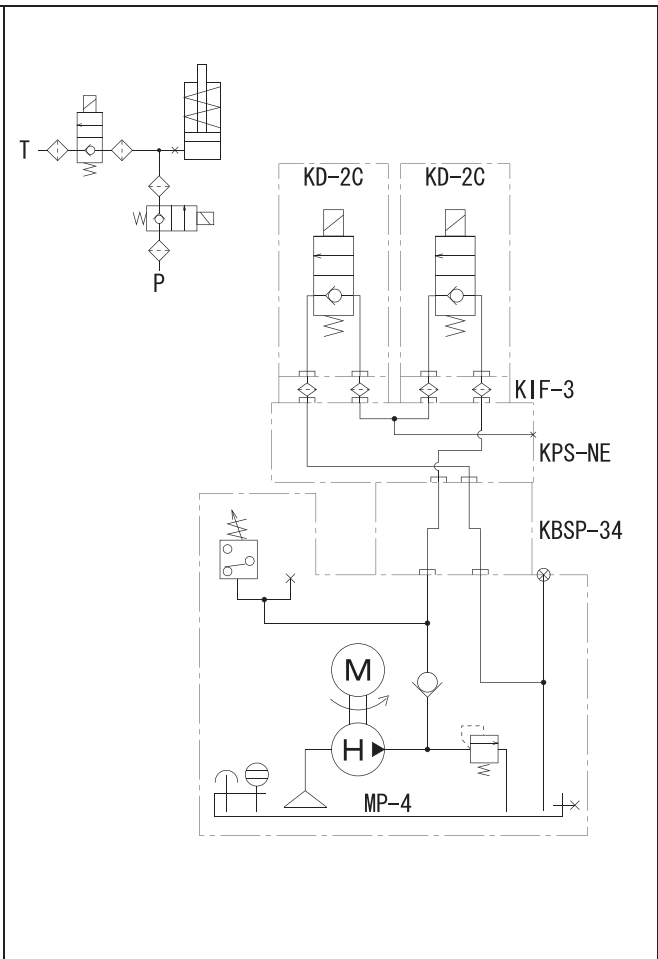 T
P
KD-2C
KD-2C
KIF-3
KPS-NE
KBSP-34
M
H
MP-4